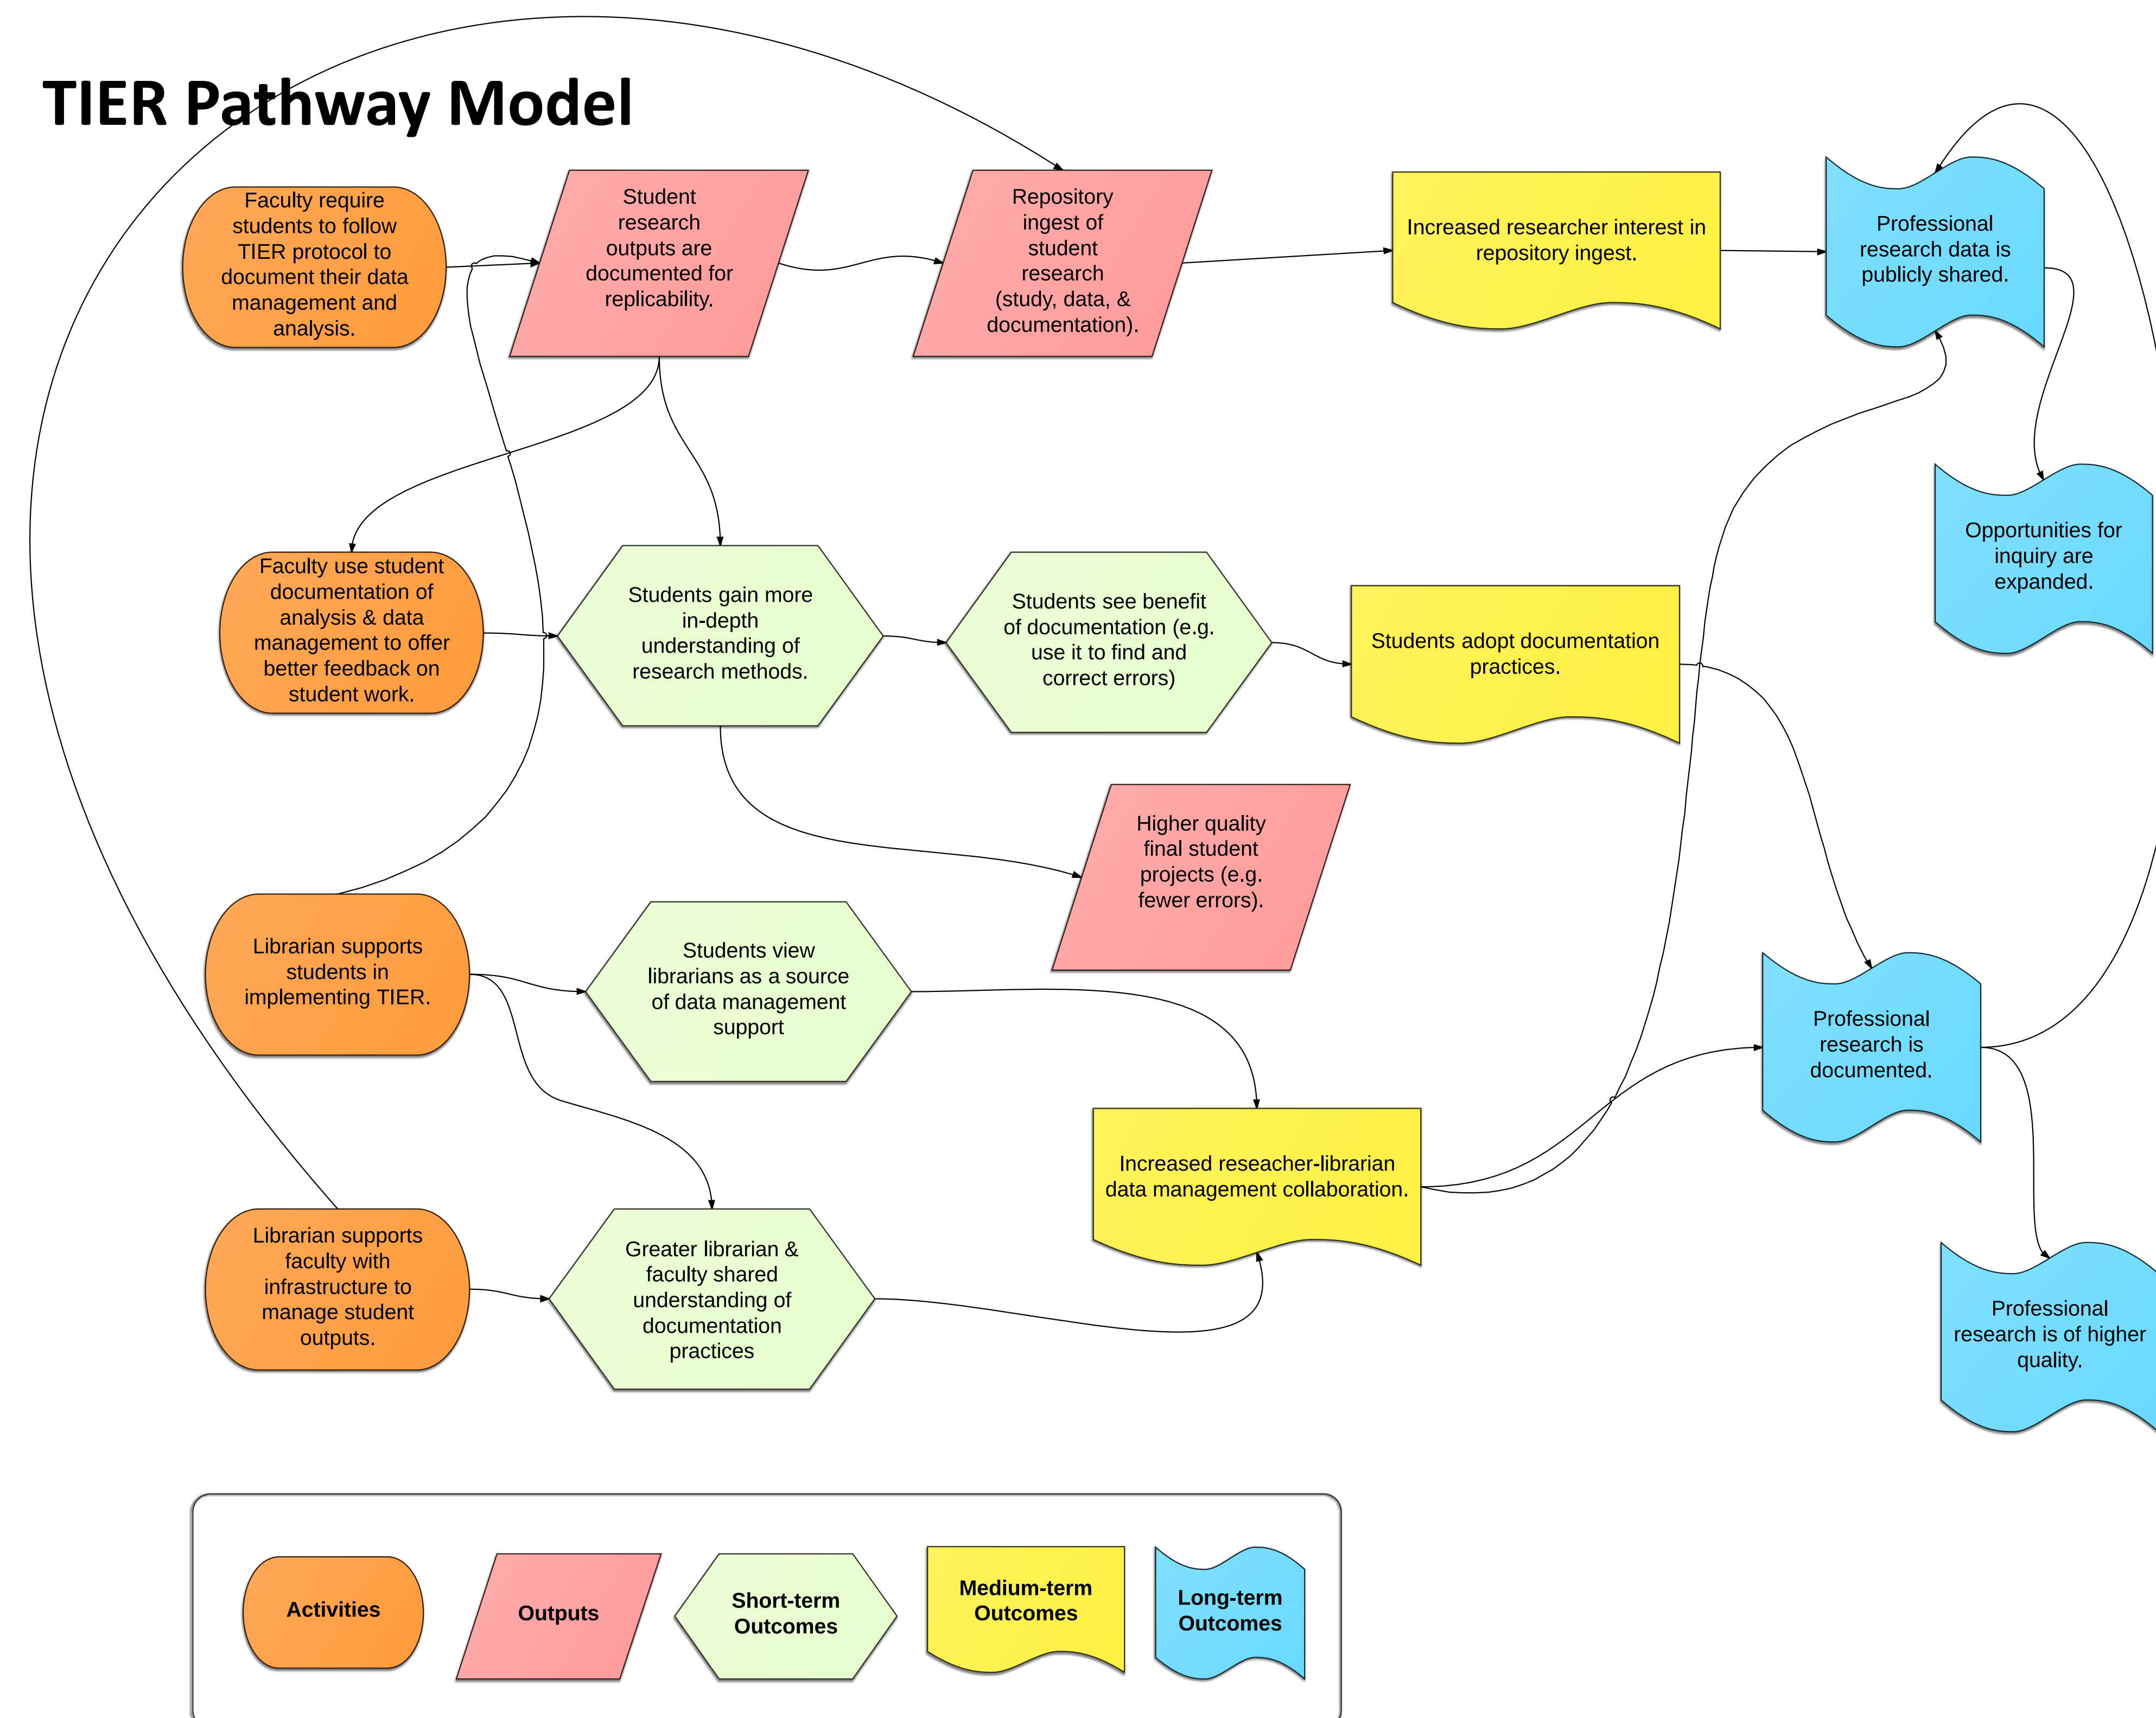 TIER Pathway Model
Faculty require
students to follow
TIER protocol to
document their data
management and
analysis.
Student
research
outputs are
documented for
replicability.
Repository
ingest of
student
research
(study, data, &
documentation).
Increased researcher interest in
repository ingest.
Professional
research data is
publicly shared.
Opportunities for
inquiry are
expanded.
Faculty use student
documentation of
analysis & data
management to offer
better feedback on
student work.
Students gain more
in-depth
understanding of
research methods.
Students see benefit
of documentation (e.g.
use it to find and
correct errors)
Students adopt documentation
practices.
Higher quality
final student
projects (e.g.
fewer errors).
Librarian supports
students in
implementing TIER.
Students view
librarians as a source
of data management
support
Professional
research is
documented.
Increased reseacher-librarian
data management collaboration.
Librarian supports
faculty with
infrastructure to
manage student
outputs.
Greater librarian &
faculty shared
understanding of
documentation
practices
Professional
research is of higher
quality.
Activities
Outputs
Short-term
Outcomes
Medium-term
Outcomes
Long-term
Outcomes